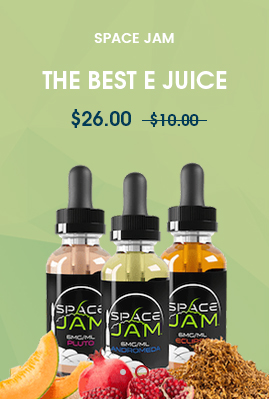 SPACE JAM
THE BEST E JUICE
$26.00 $10.00
SPACE
JAM
6MG/ML
PLUTO
SPACE
JAM
6MG/ML
ANDROMEDA
SPACE
JAM
6MG/ML